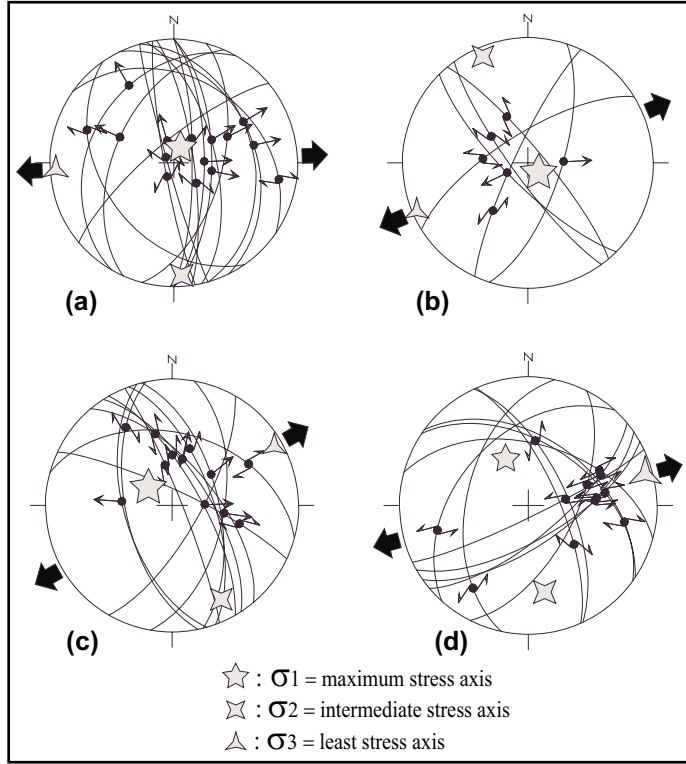 N
N
(a)
(b)
N
N
(c)
(d)
: σ1 = maximum stress axis
: σ2 = intermediate stress axis
: σ3 = least stress axis